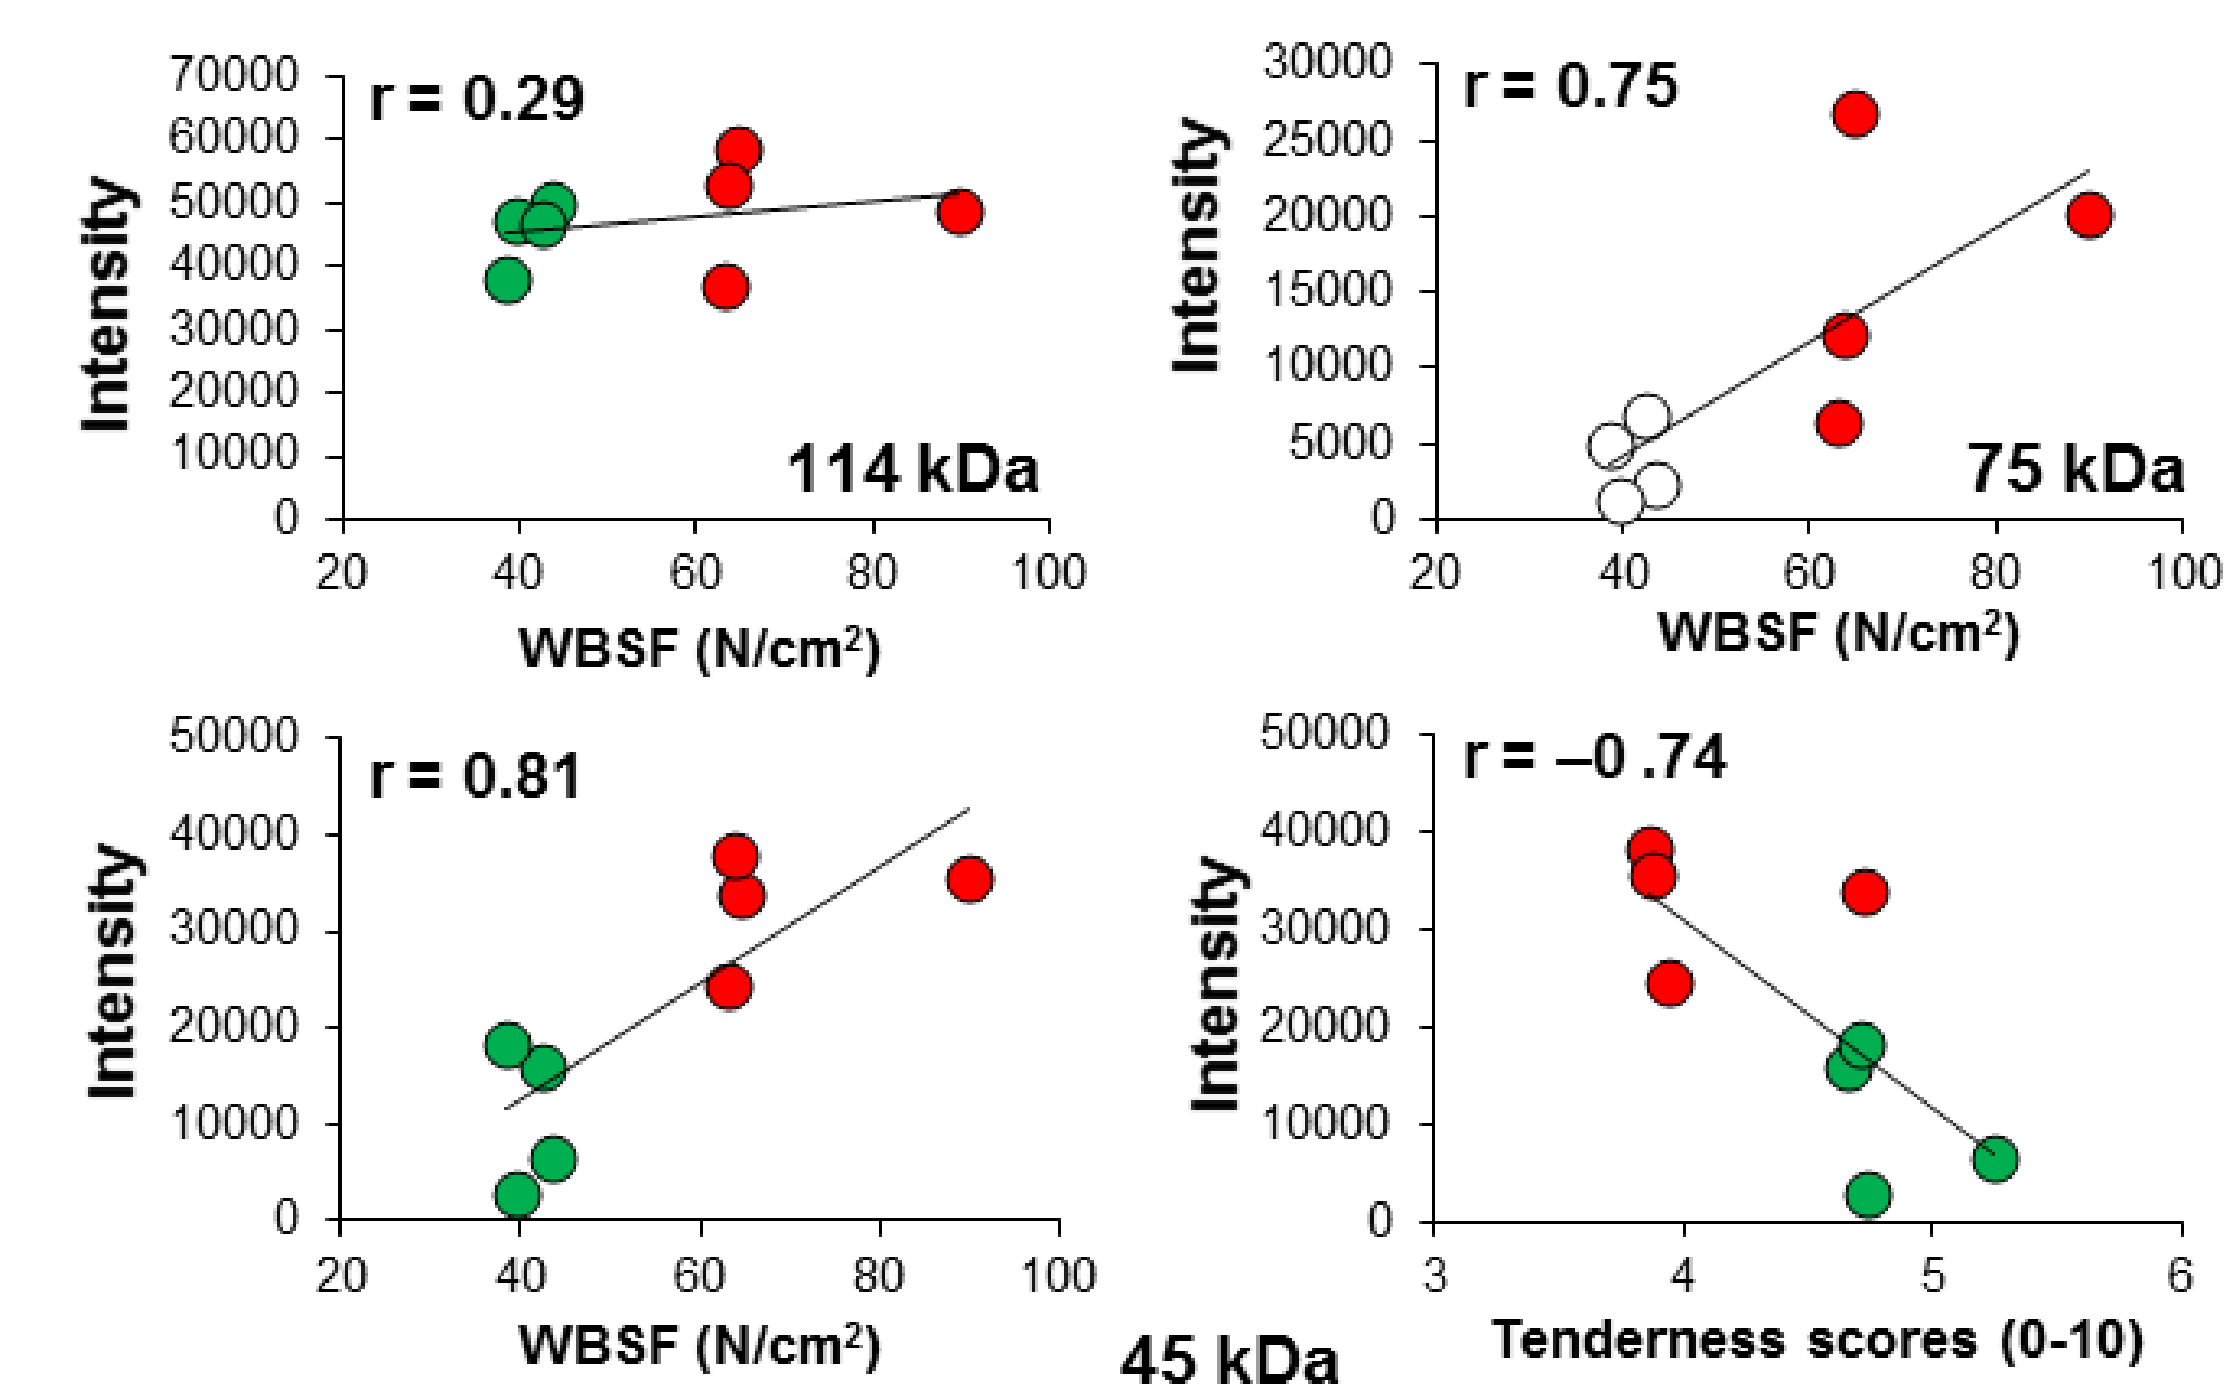 r = 0.29
70000
60000
50000
40000
30000
20000
10000
0
Intensity
114 kDa
20 40 60 80 100
WBSF (N/cm²)
r = 0.75
30000
25000
20000
15000
10000
5000
0
Intensity
75 kDa
20 40 60 80 100
WBSF (N/cm²)
r = 0.81
50000
40000
30000
20000
10000
0
Intensity
20 40 60 80 100
WBSF (N/cm²)
r = –0 .74
50000
40000
30000
20000
10000
0
Intensity
3 4 5 6
Tenderness scores (0-10)
45 kDa